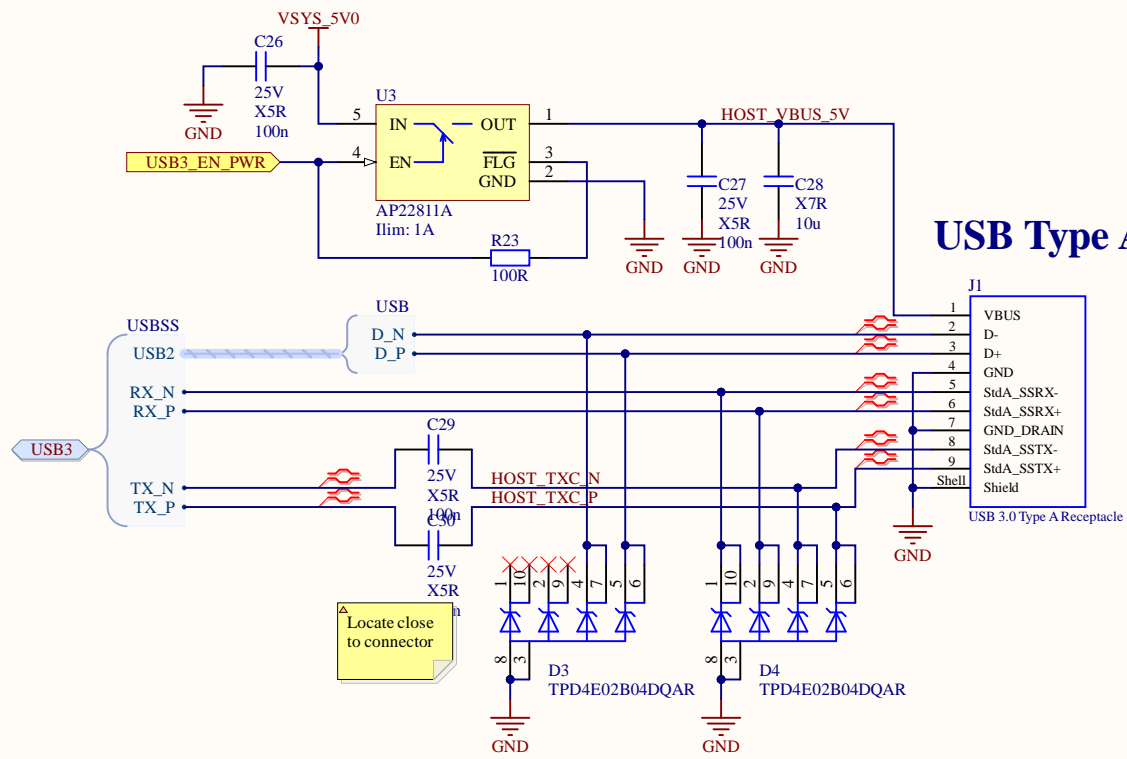 VSYS_5V0
C26
25V
X5R
100n
GND
U3
5
IN
OUT
1
HOST_VBUS_5V
USB3_EN_PWR
4
EN
FLG
3
GND
2
AP22811A
Ilim: 1A
R23
100R
GND
C27
25V
X5R
100n
GND
C28
X7R
10u
GND
USB Type A
J1
1
VBUS
2
D-
3
D+
4
GND
5
StdA_SSRX-
6
StdA_SSRX+
7
GND_DRAIN
8
StdA_SSTX-
9
StdA_SSTX+
Shell
Shield
USB 3.0 Type A Receptacle
GND
USBSS
USB2
RX_N
RX_P
TX_N
TX_P
USB3
USB
D_N
D_P
C29
25V
X5R
100n
C30
25V
X5R
HOST_TXC_N
HOST_TXC_P
Locate close
to connector
1
10
2
9
4
7
5
6
8
3
D3
TPD4E02B04DQAR
GND
1
10
2
9
4
7
5
6
8
3
D4
TPD4E02B04DQAR
GND